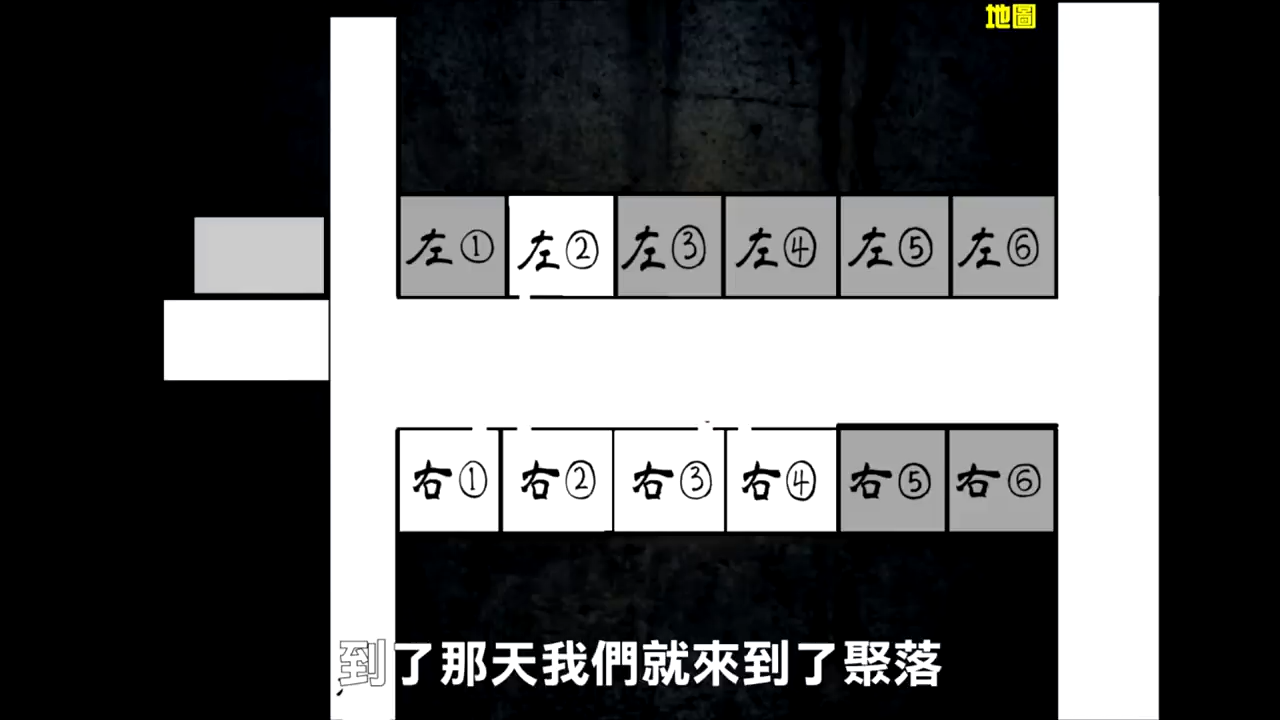 地圖
左① 左② 左③ 左④ 左⑤ 左⑥
右① 右② 右③ 右④ 右⑤ 右⑥
到了那天我們就來到了聚落